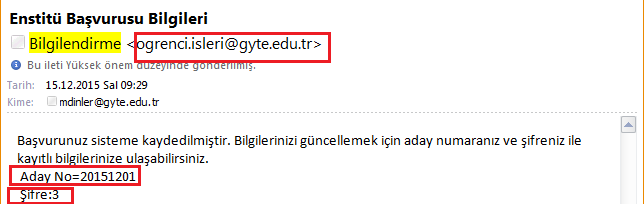 Enstitü Başvurusu Bilgileri
Bilgilendirme <ogrenci.isleri@gyte.edu.tr>
Bu ileti Yüksek önem düzeyinde gönderilmiş.
Tarih: 15.12.2015 Sal 09:29
Kime: mdinler@gyte.edu.tr
Başvurunuz sisteme kaydedilmiştir. Bilgilerinizi güncellemek için aday numaranız ve şifreniz ile
kayıtlı bilgilerinize ulaşabilirsiniz.
Aday No=20151201
Şifre:3